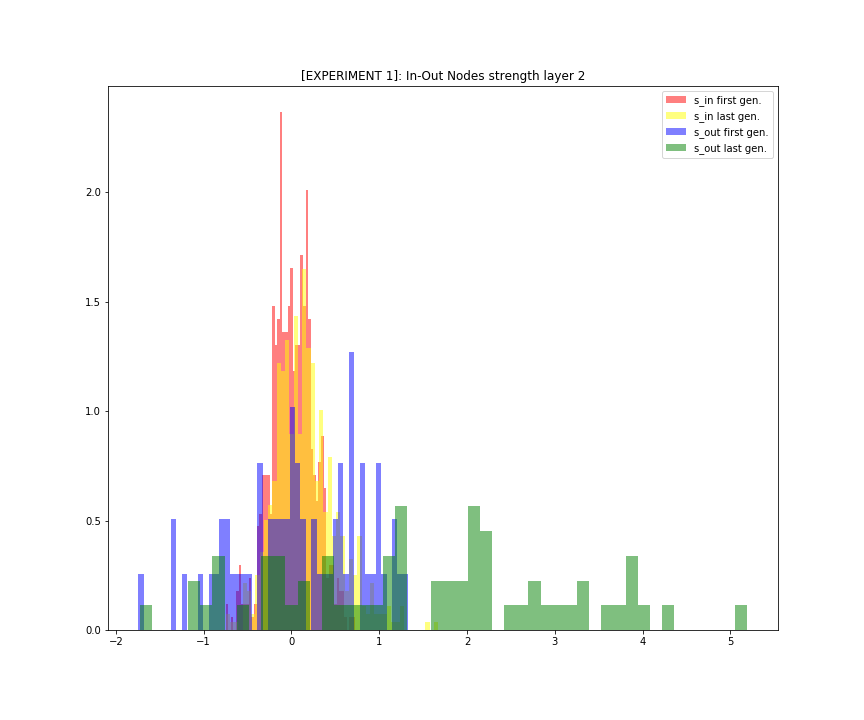 [EXPERIMENT 1]: In-Out Nodes strength layer 2
s_in first gen.
s_in last gen.
s_out first gen.
s_out last gen.
2.0
1.5
1.0
0.5
0.0
−2 −1 0 1 2 3 4 5